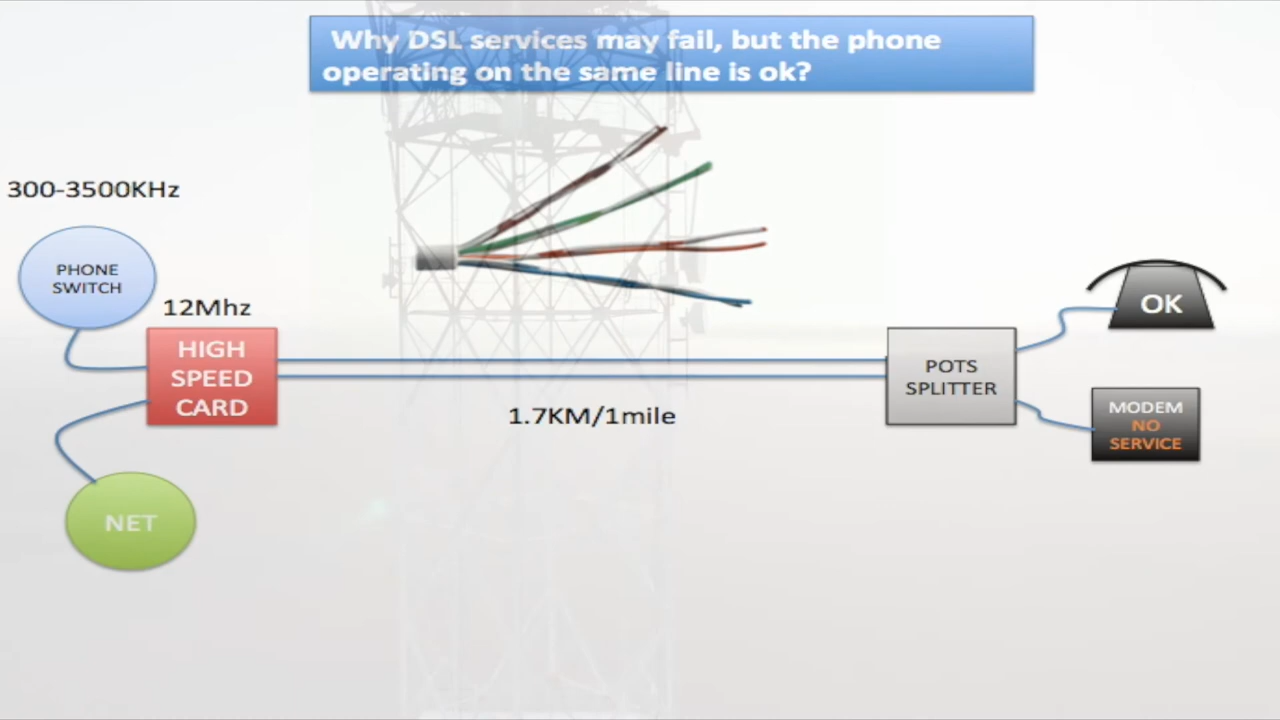 Why DSL services may fail, but the phone
operating on the same line is ok?
300-3500KHz
PHONE
SWITCH
12Mhz
HIGH
SPEED
CARD
1.7KM/1mile
NET
POTS
SPLITTER
OK
MODEM
NO
SERVICE